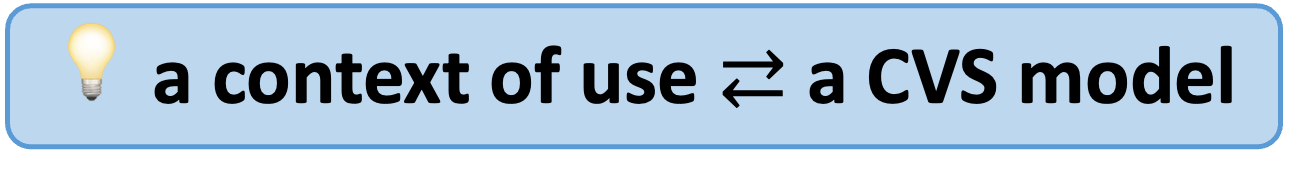 💡 a context of use ⇄ a CVS model